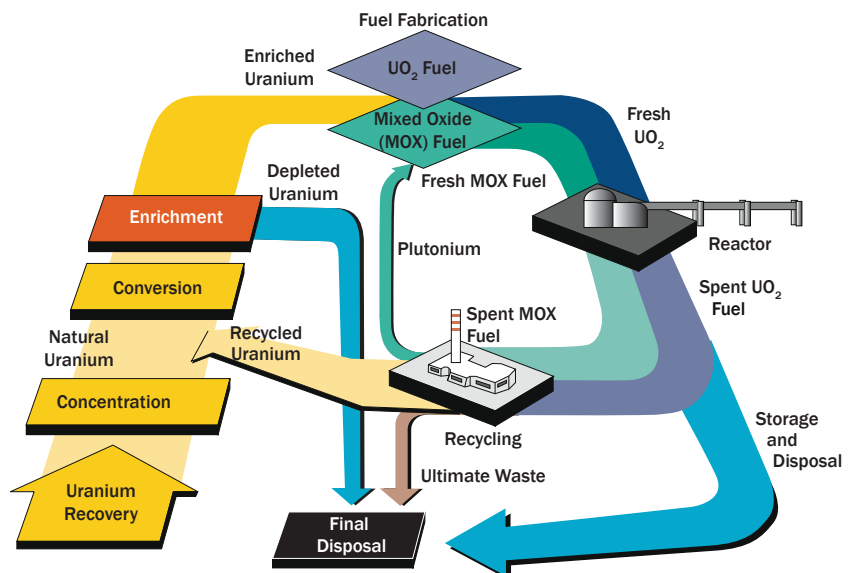 Fuel Fabrication
Enriched
Uranium
UO₂ Fuel
Mixed Oxide
(MOX) Fuel
Fresh
UO₂
Depleted
Uranium
Fresh MOX Fuel
Enrichment
Plutonium
Reactor
Conversion
Spent UO₂
Fuel
Natural
Uranium
Recycled
Uranium
Spent MOX
Fuel
Concentration
Recycling
Storage
and
Disposal
Ultimate Waste
Uranium
Recovery
Final
Disposal